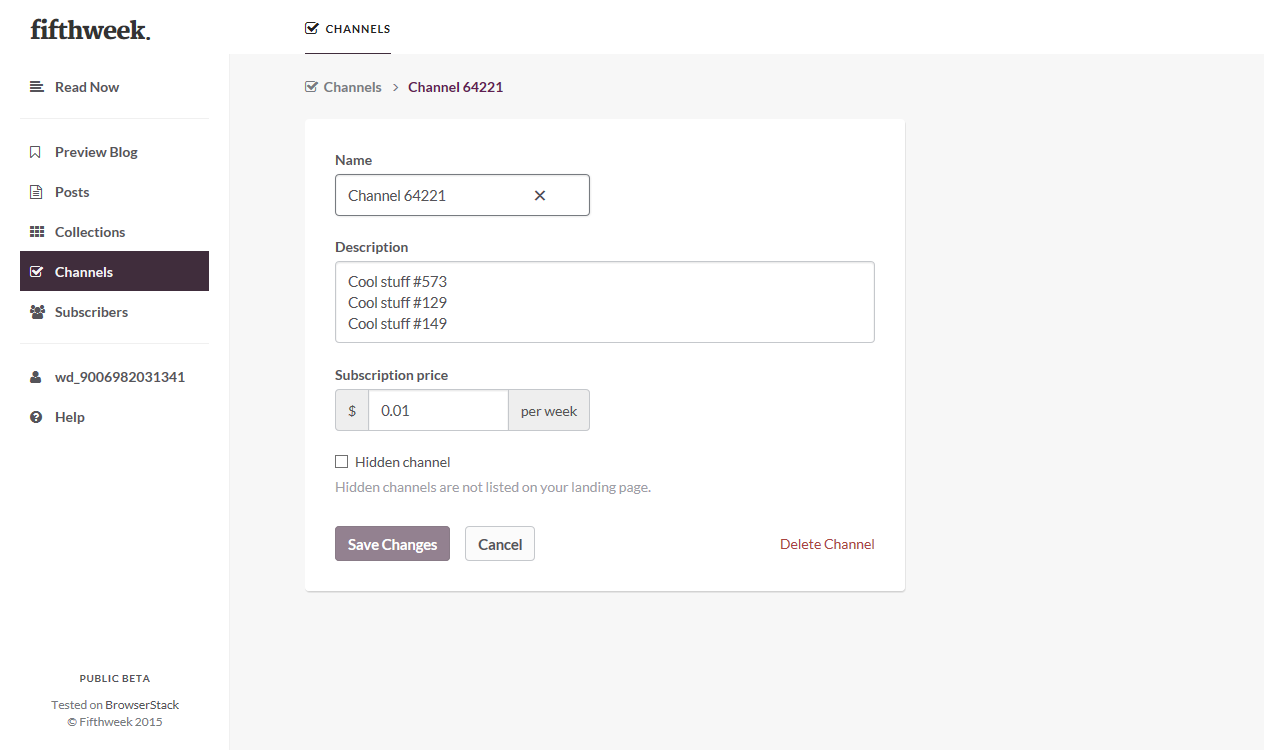 fifthweek.
CHANNELS
Read Now
Preview Blog
Posts
Collections
Channels
Subscribers
wd_9006982031341
Help
PUBLIC BETA
Tested on BrowserStack
© Fifthweek 2015
Channels > Channel 64221
Name
Channel 64221
Description
Cool stuff #573
Cool stuff #129
Cool stuff #149
Subscription price
$ 0.01 per week
Hidden channel
Hidden channels are not listed on your landing page.
Save Changes Cancel Delete Channel